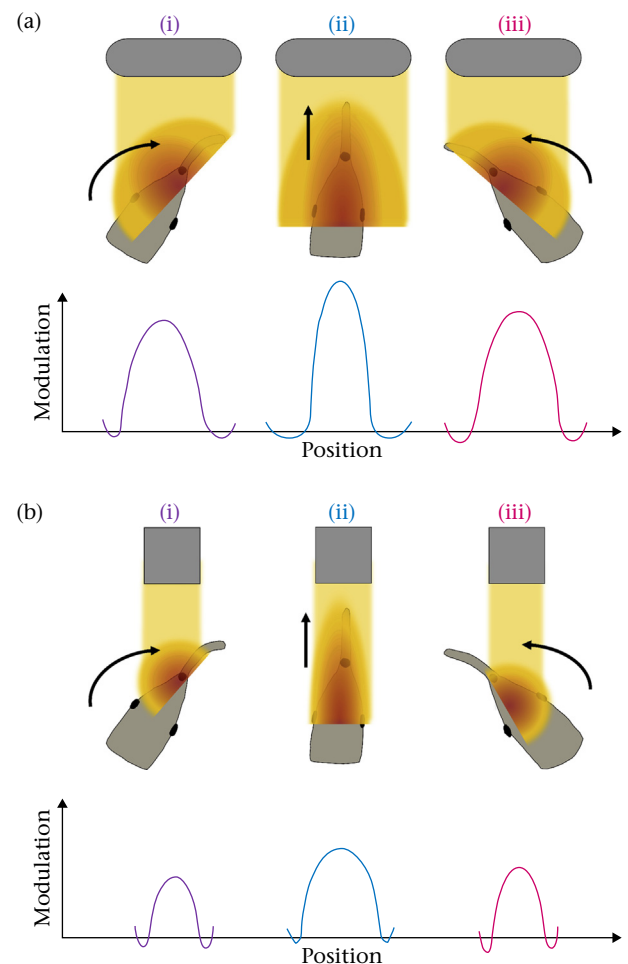 (a)
(i) (ii) (iii)
Modulation
Position
(b)
(i) (ii) (iii)
Modulation
Position